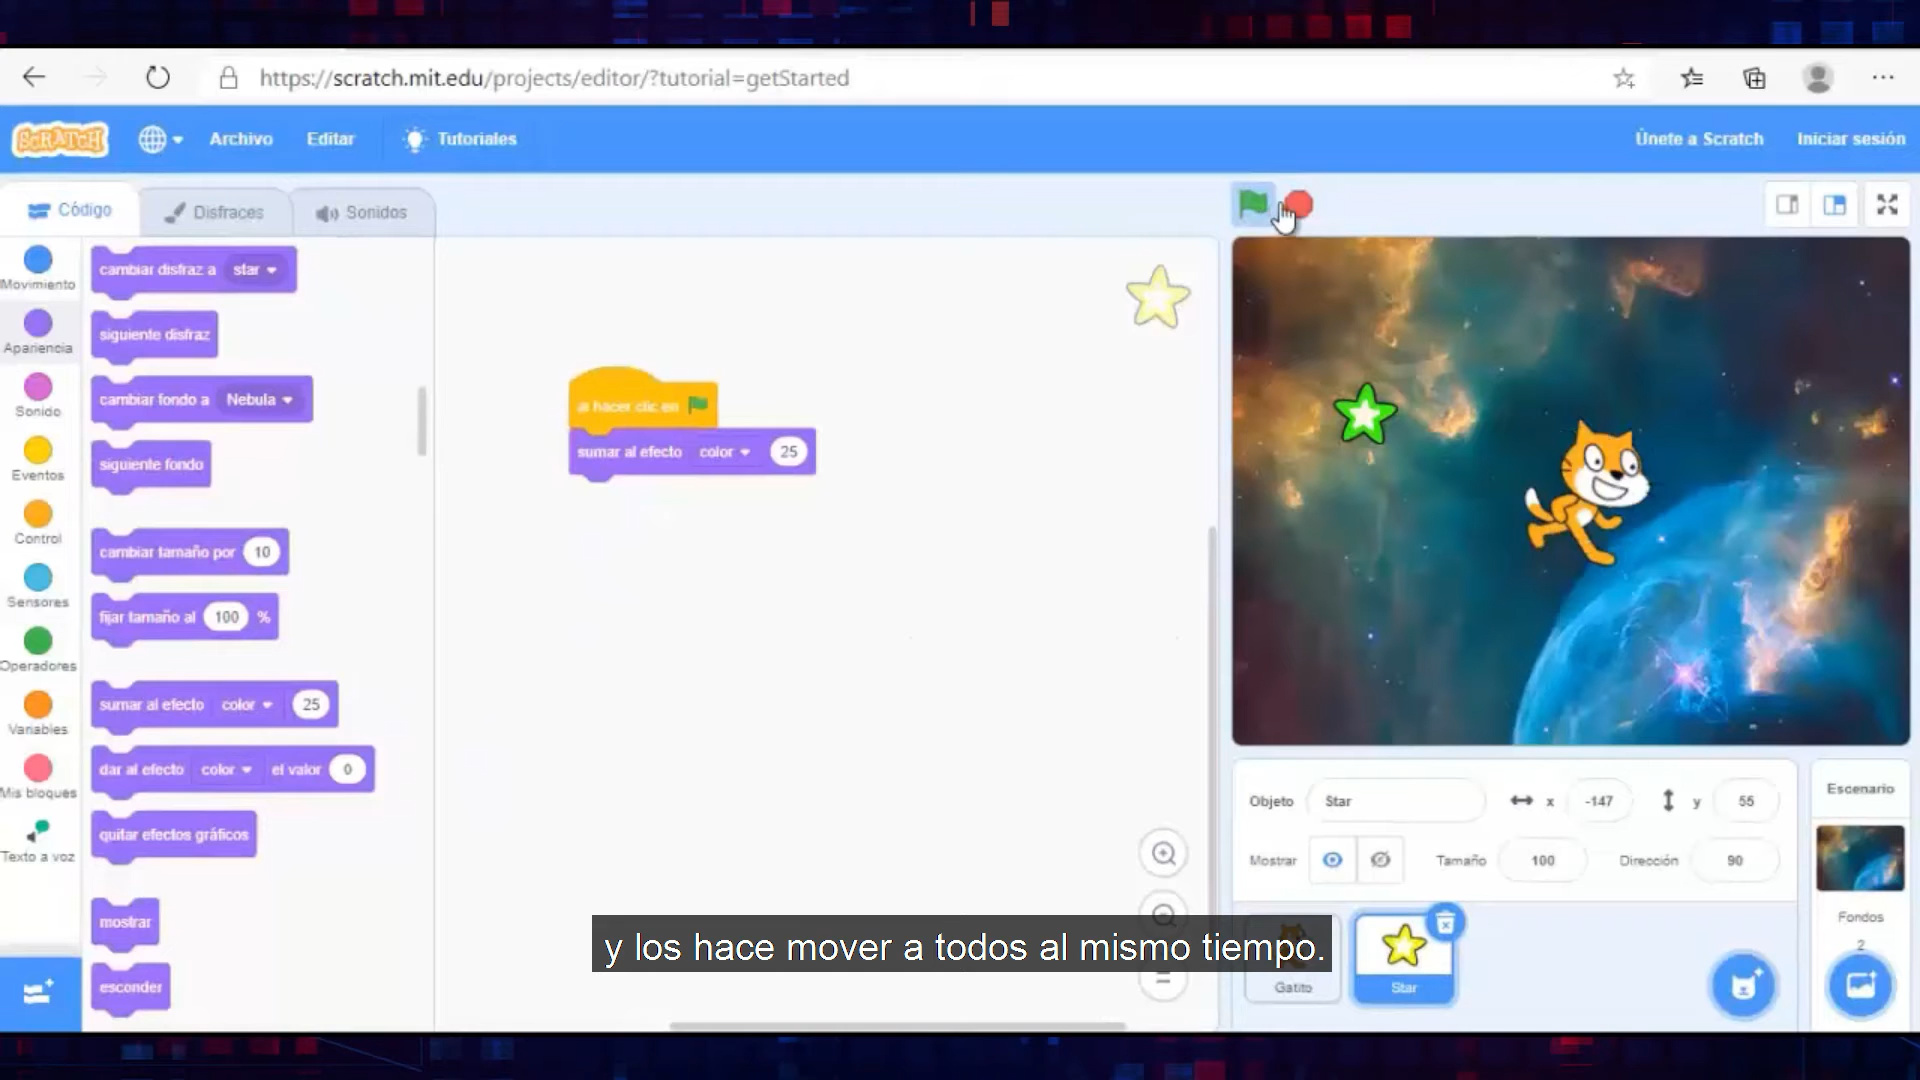 https://scratch.mit.edu/projects/editor/?tutorial=getStarted
SCRATCH
Archivo
Editar
Tutoriales
Únete a Scratch
Iniciar sesión
Código
Disfraces
Sonidos
Movimiento
Apariencia
Sonido
Eventos
Control
Sensores
Operadores
Variables
Mis bloques
Texto a voz
cambiar disfraz a star
siguiente disfraz
cambiar fondo a Nebula
siguiente fondo
cambiar tamaño por 10
fijar tamaño al 100 %
sumar al efecto color 25
dar al efecto color el valor 0
quitar efectos gráficos
mostrar
esconder
al hacer clic en
sumar al efecto color 25
Objeto Star x -147 y 55
Mostrar Tamaño 100 Dirección 90
Gatito
Star
Escenario
Fondos
2
y los hace mover a todos al mismo tiempo.